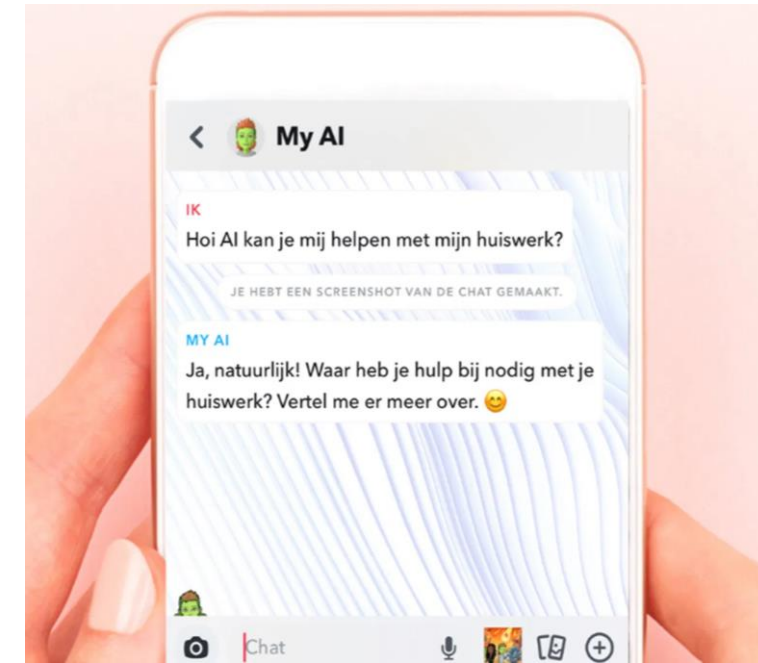 My AI
IK
Hoi AI kan je mij helpen met mijn huiswerk?
JE HEBT EEN SCREENSHOT VAN DE CHAT GEMAAKT.
MY AI
Ja, natuurlijk! Waar heb je hulp bij nodig met je
huiswerk? Vertel me er meer over. 😊
Chat